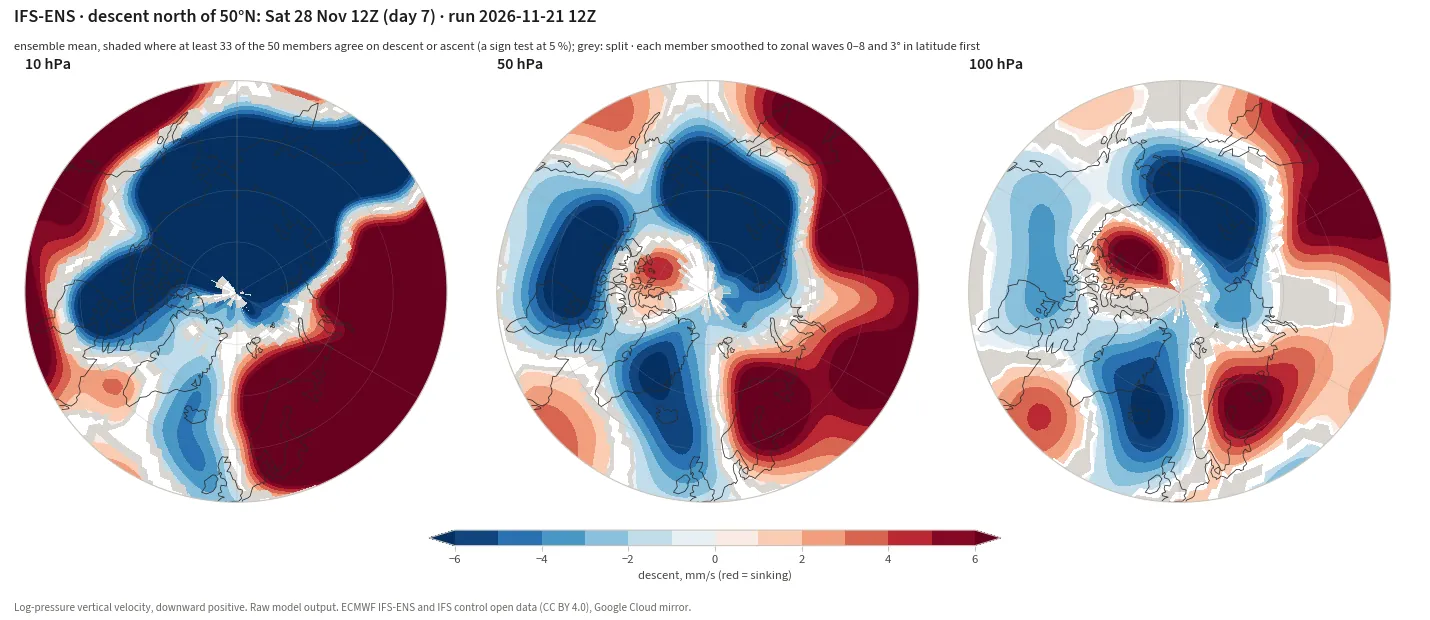 IFS-ENS · descent north of 50°N: Sat 28 Nov 12Z (day 7) · run 2026-11-21 12Z
ensemble mean, shaded where at least 33 of the 50 members agree on descent or ascent (a sign test at 5 %); grey: split · each member smoothed to zonal waves 0–8 and 3° in latitude first
10 hPa
50 hPa
100 hPa
−6 −4 −2 0 2 4 6
descent, mm/s (red = sinking)
Log-pressure vertical velocity, downward positive. Raw model output. ECMWF IFS-ENS and IFS control open data (CC BY 4.0), Google Cloud mirror.